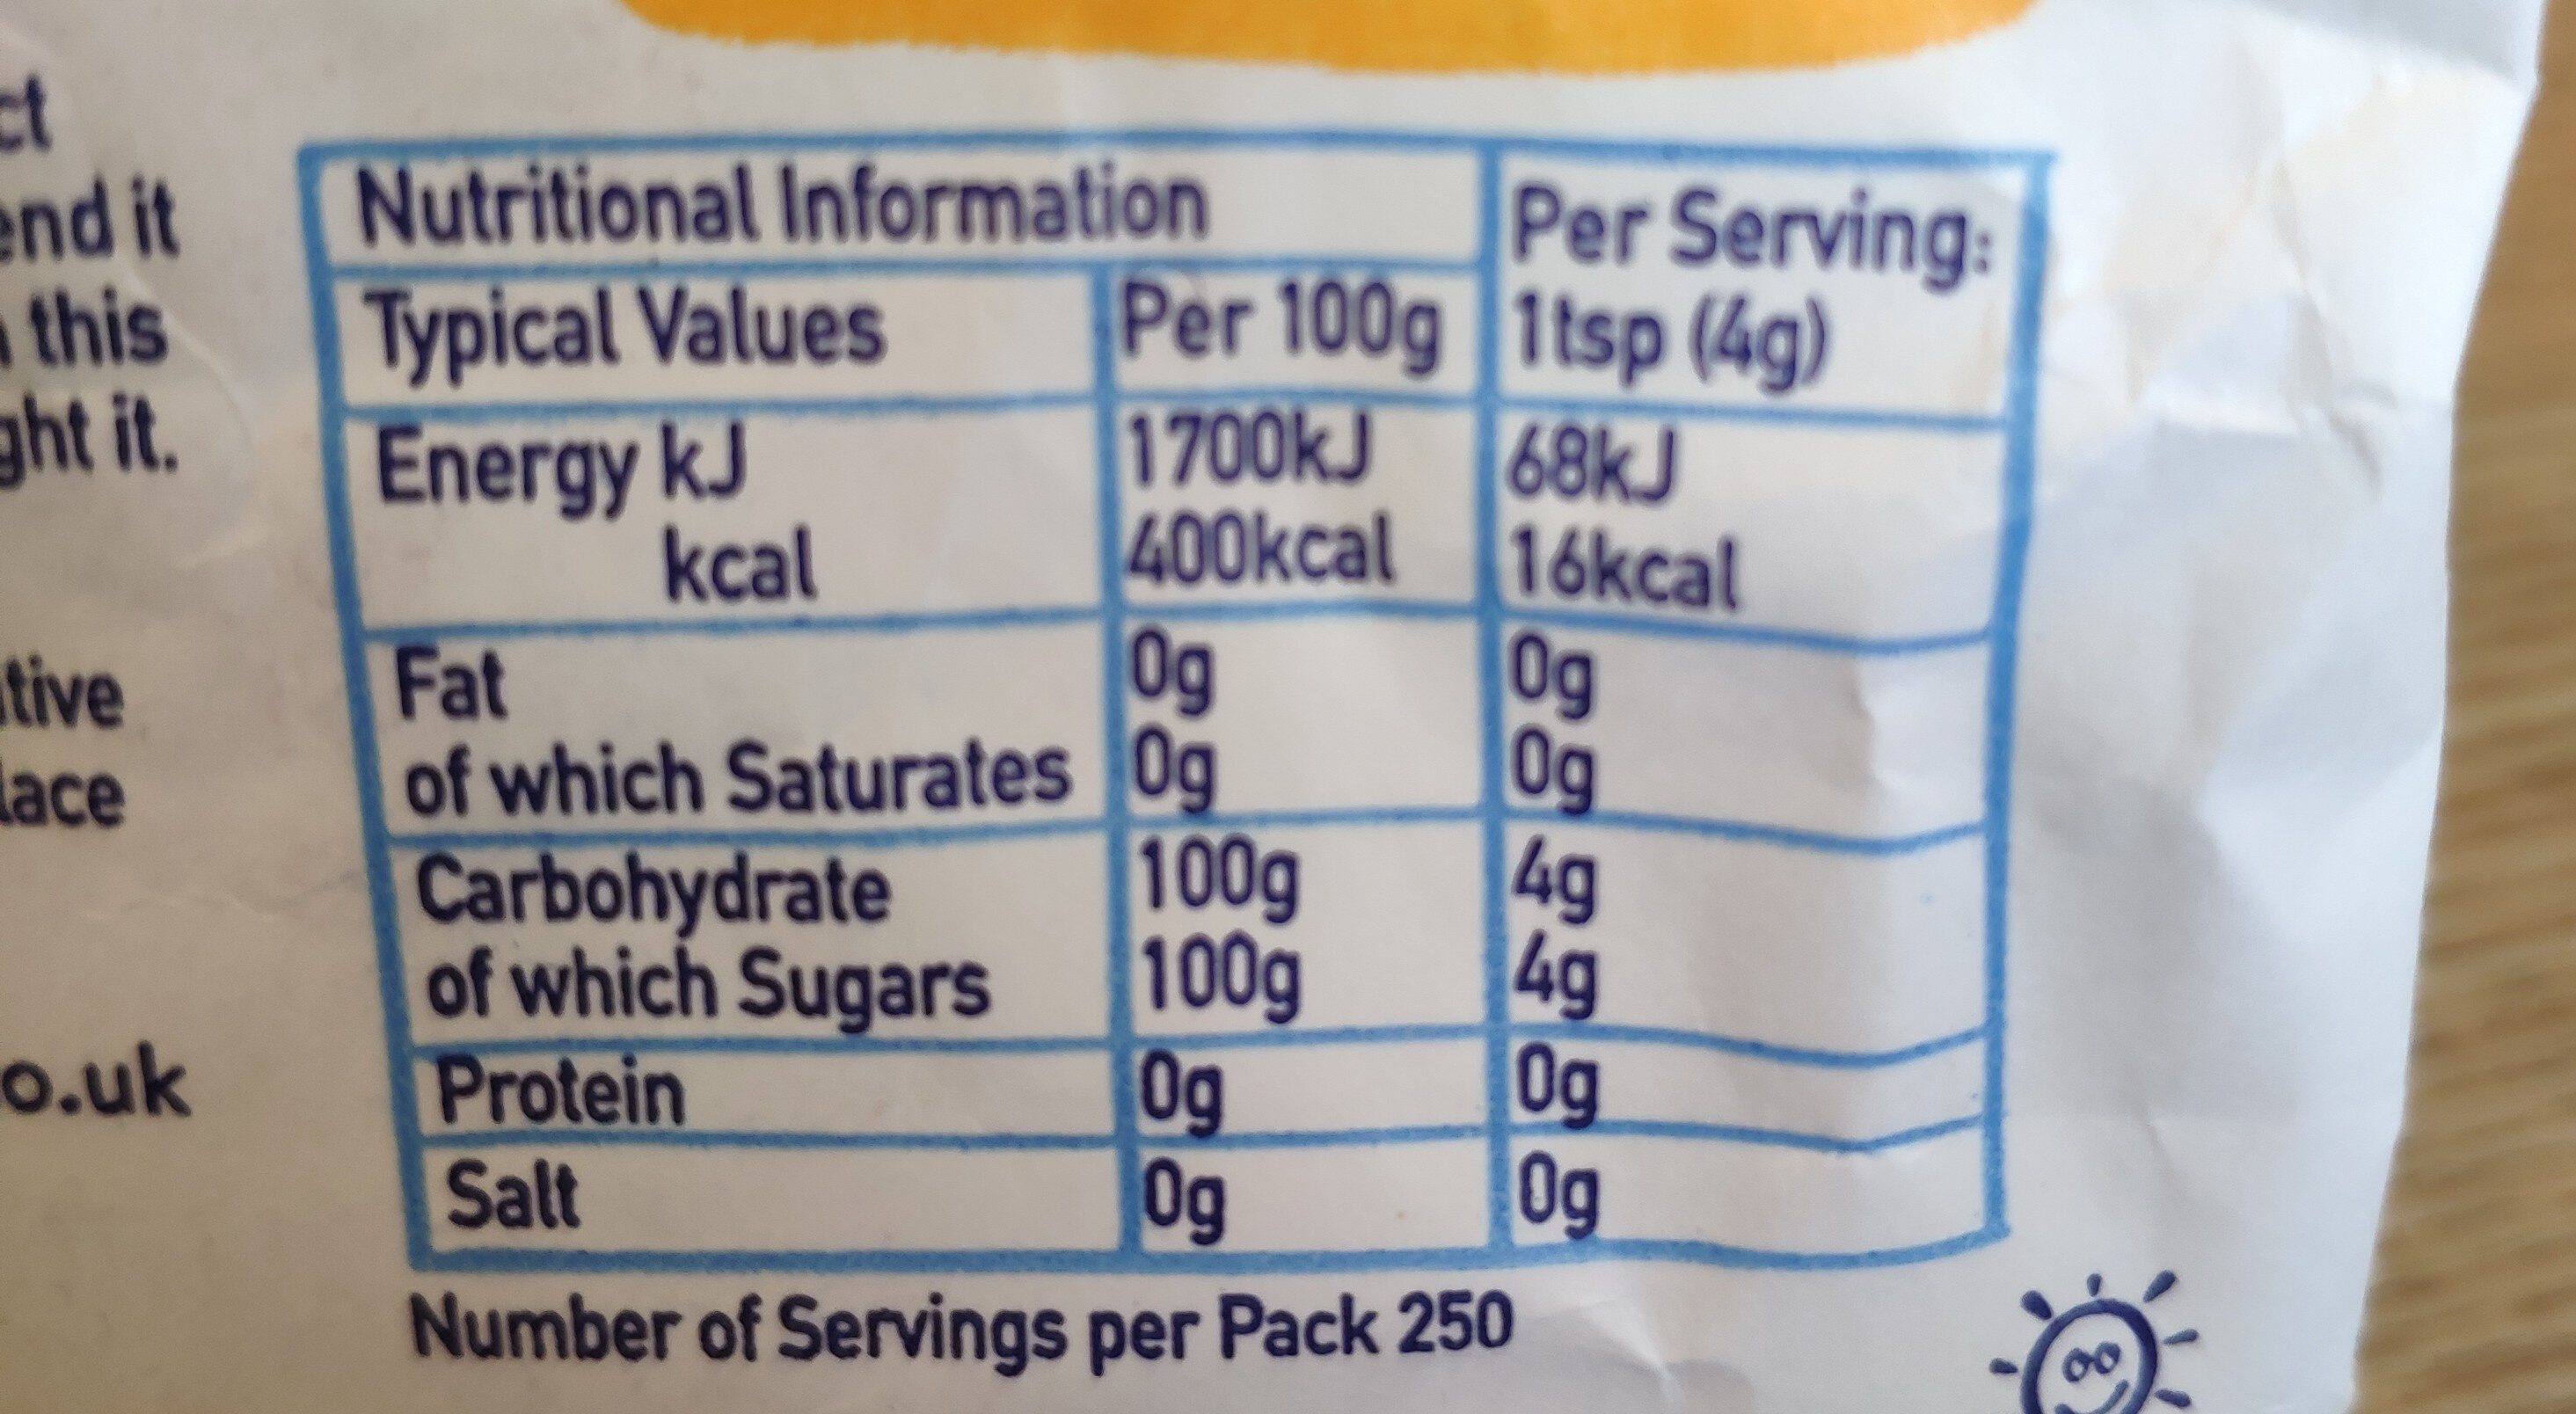 ct
end it
this
ght it.
tive
lace
o.uk
Nutritional Information
Per Serving:
Typical Values Per 100g 1tsp (4g)
Energy kJ 1700kJ 68kJ
kcal 400kcal 16kcal
Fat 0g 0g
of which Saturates 0g 0g
Carbohydrate 100g 4g
of which Sugars 100g 4g
Protein 0g 0g
Salt 0g 0g
Number of Servings per Pack 250